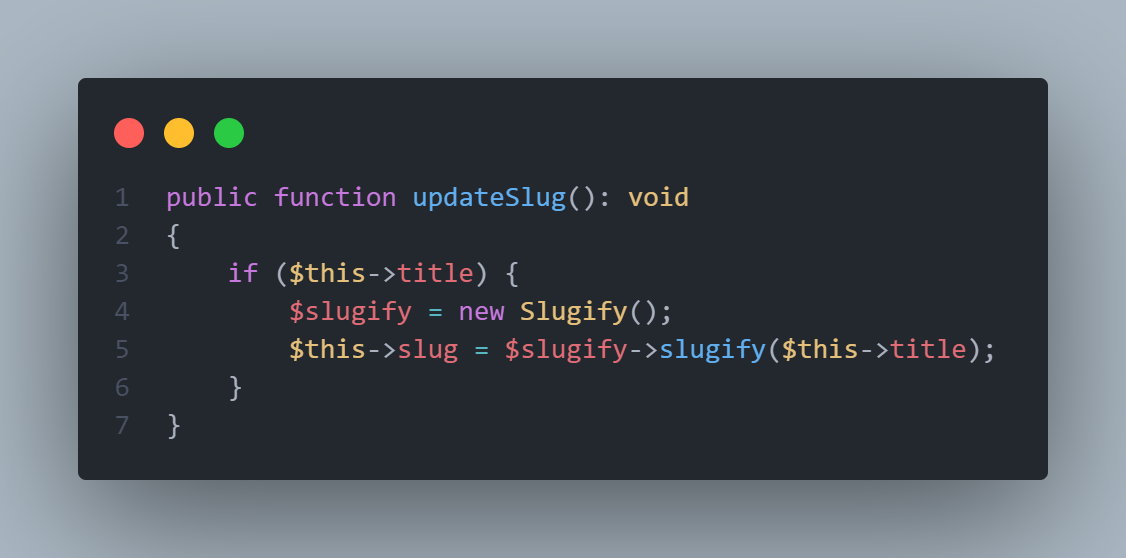 1 public function updateSlug(): void
2 {
3     if ($this->title) {
4         $slugify = new Slugify();
5         $this->slug = $slugify->slugify($this->title);
6     }
7 }